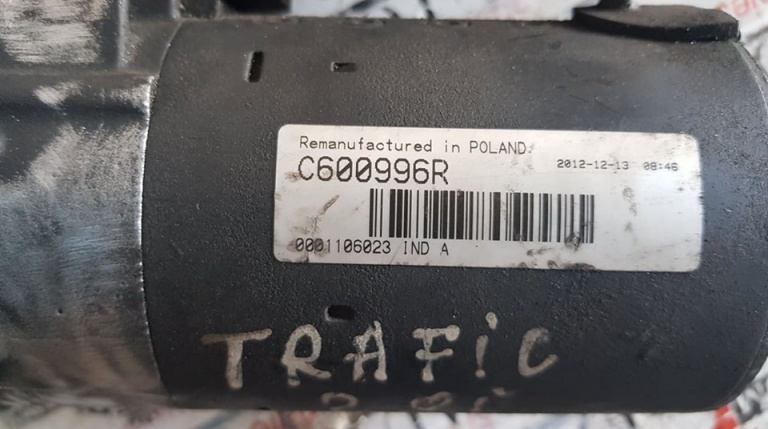 Remanufactured in POLAND.
C600996R 2012-12-13 08:46
0001106023 IND A
TRAFiC